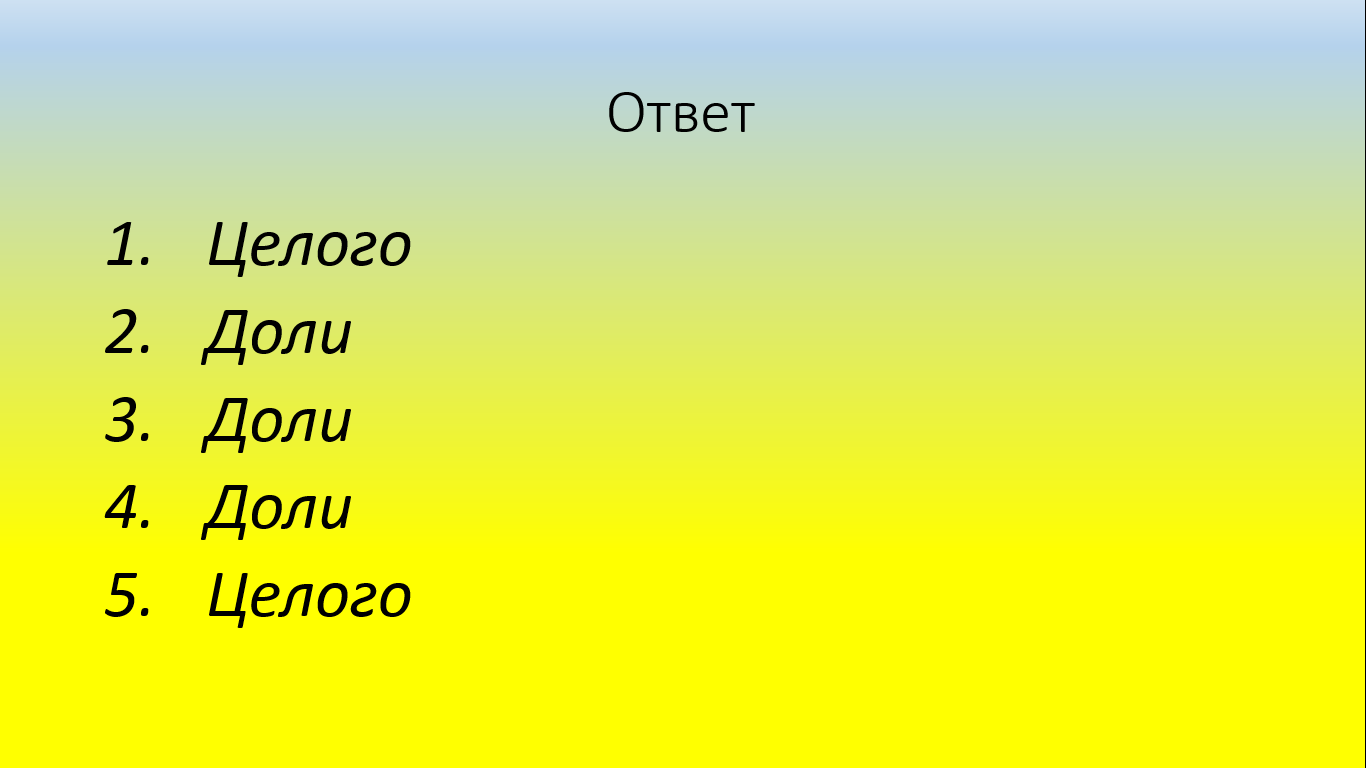 Ответ
1. Целого
2. Доли
3. Доли
4. Доли
5. Целого